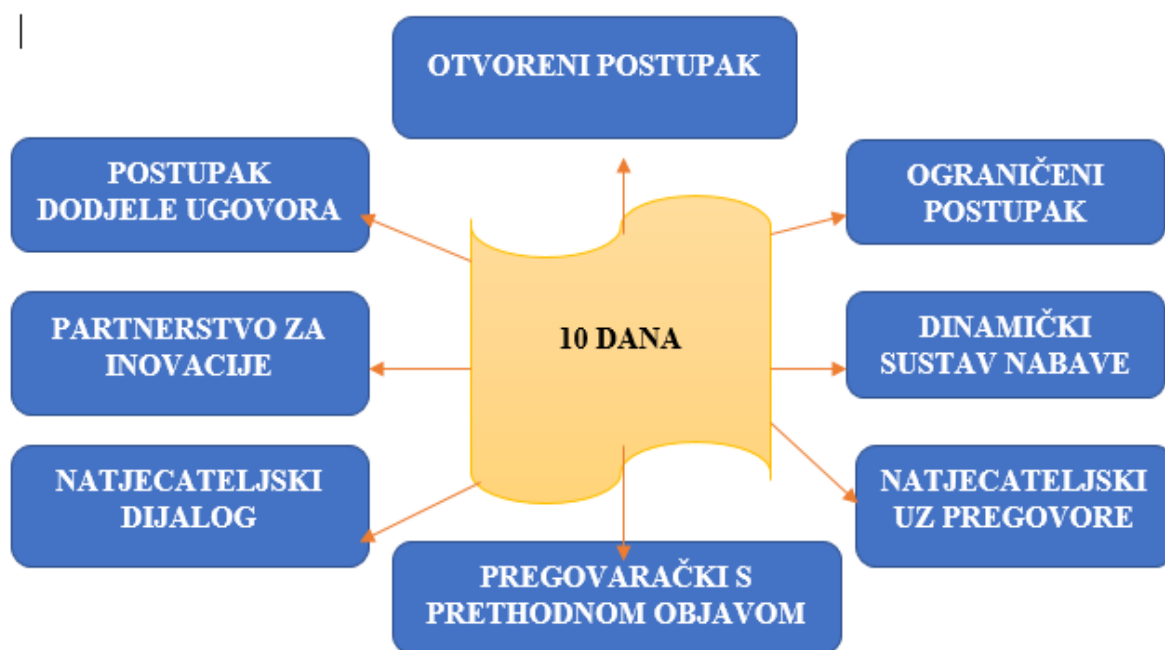 OTVORENI POSTUPAK
POSTUPAK
DODJELE UGOVORA
OGRANIČENI
POSTUPAK
10 DANA
PARTNERSTVO ZA
INOVACIJE
DINAMIČKI
SUSTAV NABAVE
NATJECATELJSKI
DIJALOG
NATJECATELJSKI
UZ PREGOVORE
PREGOVARAČKI S
PRETHODNOM OBJAVOM